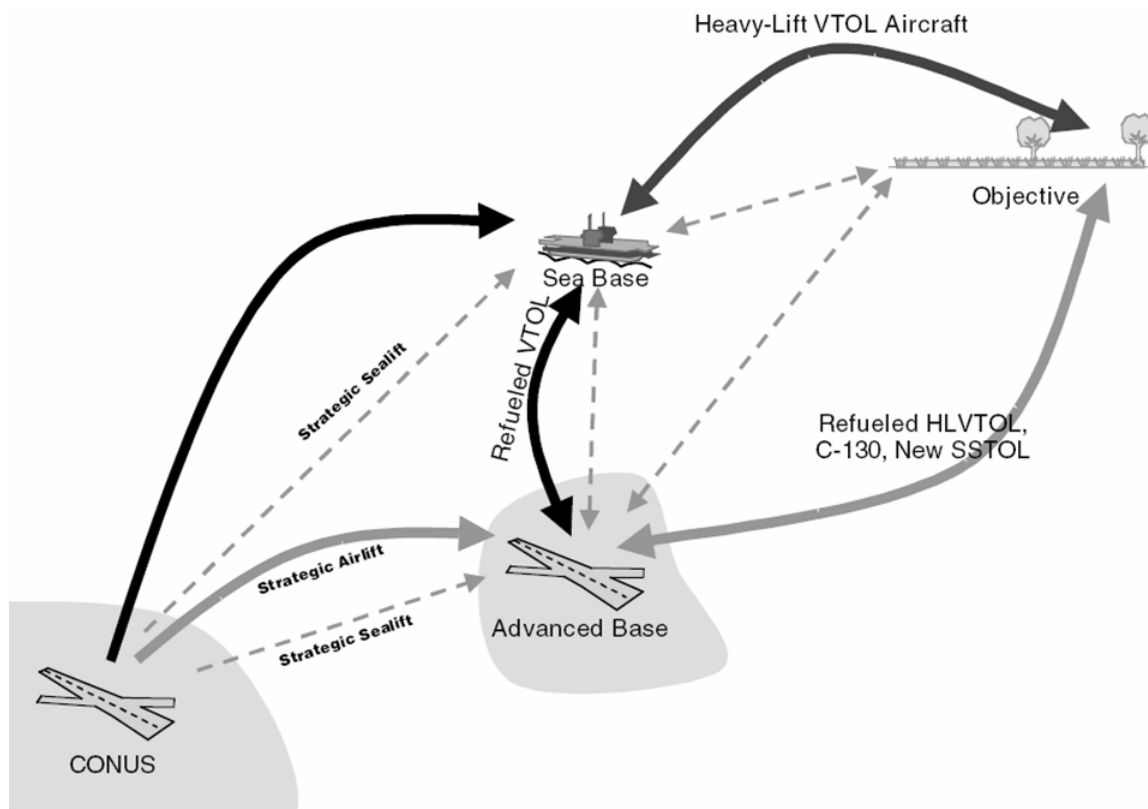 Heavy-Lift VTOL Aircraft
Objective
Sea Base
Refueled VTOL
Strategic Sealift
Refueled HLVTOL,
C-130, New SSTOL
Strategic Airlift
Strategic Sealift
Advanced Base
CONUS